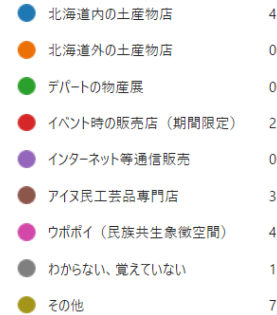 北海道内の土産物店 4
北海道外の土産物店 0
デパートの物産展 0
イベント時の販売店（期間限定） 2
インターネット等通信販売 0
アイヌ民工芸品専門店 3
ウポポイ（民族共生象徴空間） 4
わからない、覚えていない 1
その他 7